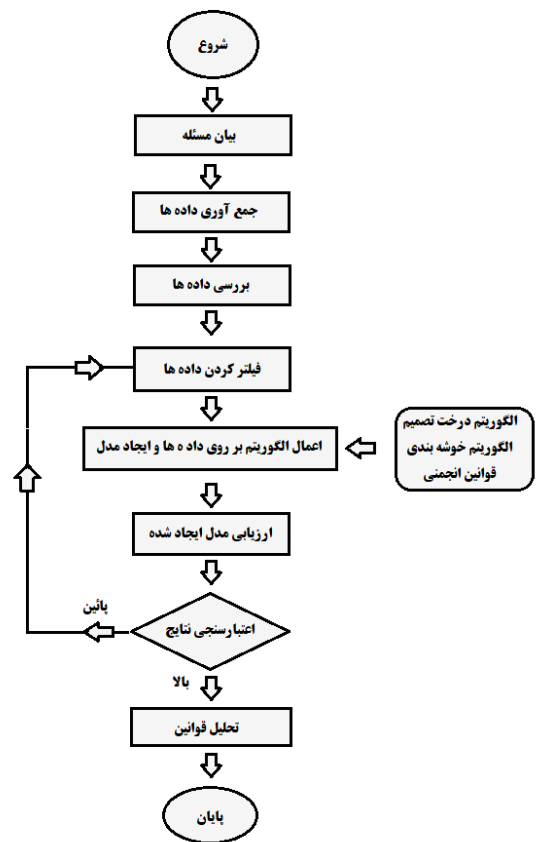 شروع
بیان مسئله
جمع آوری داده ها
بررسی داده ها
فیلتر کردن داده ها
اعمال الگوریتم بر روی داد ه ها و ایجاد مدل
الگوریتم درخت تصمیم
الگوریتم خوشه بندی
قوانین انجمنی
ارزیابی مدل ایجاد شده
اعتبارسنجی نتایج
پائین
بالا
تحلیل قوانین
پایان